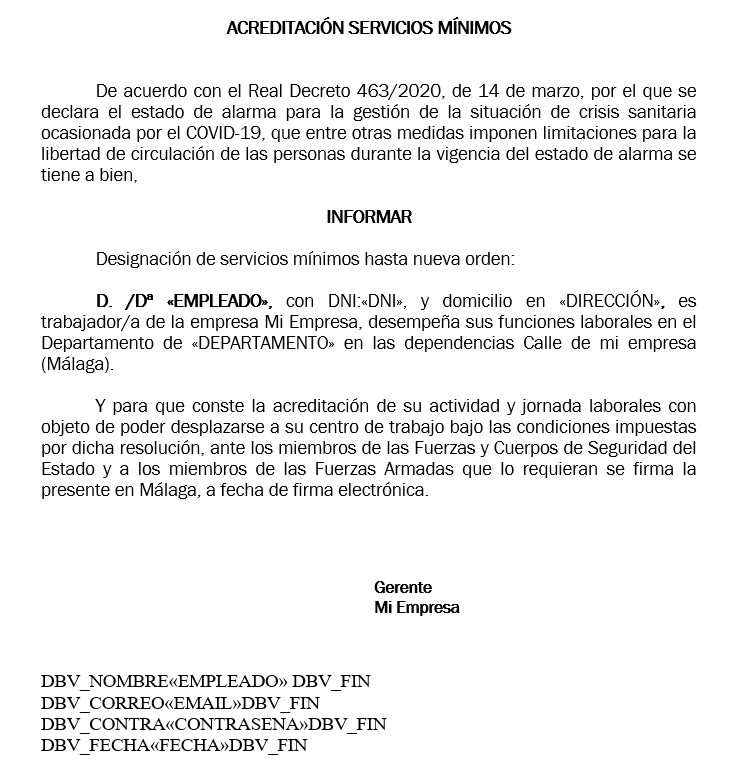 ACREDITACIÓN SERVICIOS MÍNIMOS
De acuerdo con el Real Decreto 463/2020, de 14 de marzo, por el que se
declara el estado de alarma para la gestión de la situación de crisis sanitaria
ocasionada por el COVID-19, que entre otras medidas imponen limitaciones para la
libertad de circulación de las personas durante la vigencia del estado de alarma se
tiene a bien,
INFORMAR
Designación de servicios mínimos hasta nueva orden:
D. /Dª «EMPLEADO», con DNI:«DNI», y domicilio en «DIRECCIÓN», es
trabajador/a de la empresa Mi Empresa, desempeña sus funciones laborales en el
Departamento de «DEPARTAMENTO» en las dependencias Calle de mi empresa
(Málaga).
Y para que conste la acreditación de su actividad y jornada laborales con
objeto de poder desplazarse a su centro de trabajo bajo las condiciones impuestas
por dicha resolución, ante los miembros de las Fuerzas y Cuerpos de Seguridad del
Estado y a los miembros de las Fuerzas Armadas que lo requieran se firma la
presente en Málaga, a fecha de firma electrónica.
Gerente
Mi Empresa
DBV_NOMBRE«EMPLEADO» DBV_FIN
DBV_CORREO«EMAIL»DBV_FIN
DBV_CONTRA«CONTRASENA»DBV_FIN
DBV_FECHA«FECHA»DBV_FIN